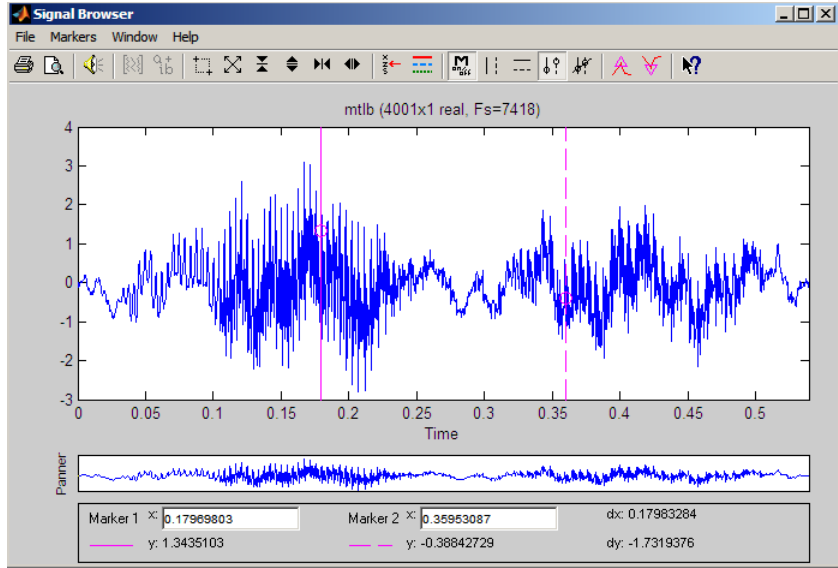 Signal Browser
File Markers Window Help
M
on/off
mtlb (4001x1 real, Fs=7418)
4
3
2
1
0
-1
-2
-3
0 0.05 0.1 0.15 0.2 0.25 0.3 0.35 0.4 0.45 0.5
Time
Panner
Marker 1 x: 0.17969803 Marker 2 x: 0.35953087 dx: 0.17983284
y: 1.3435103 y: -0.38842729 dy: -1.7319376